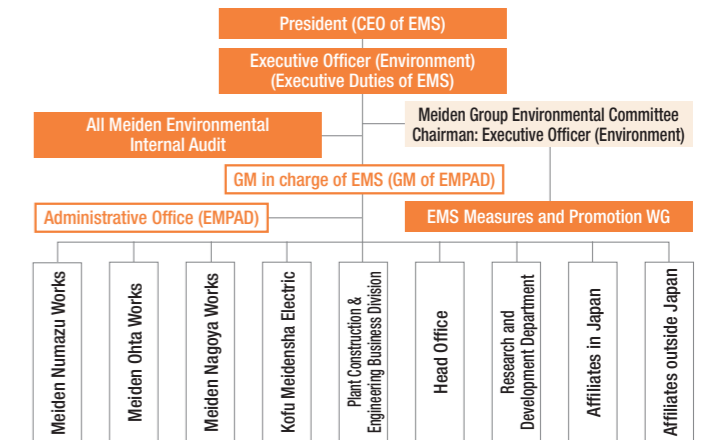 President (CEO of EMS)
Executive Officer (Environment)
(Executive Duties of EMS)
All Meiden Environmental
Internal Audit
Meiden Group Environmental Committee
Chairman: Executive Officer (Environment)
GM in charge of EMS (GM of EMPAD)
Administrative Office (EMPAD)
EMS Measures and Promotion WG
Meiden Numazu Works
Meiden Ohta Works
Meiden Nagoya Works
Kofu Meidensha Electric
Plant Construction &
Engineering Business Division
Head Office
Research and
Development Department
Affiliates in Japan
Affiliates outside Japan